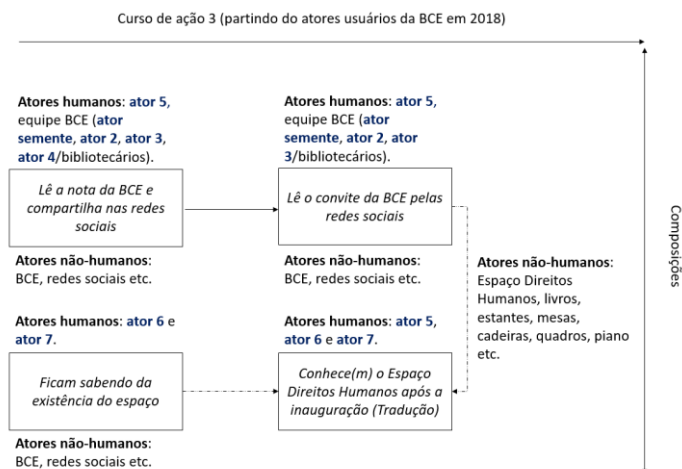 Curso de ação 3 (partindo do atores usuários da BCE em 2018)
Atores humanos: ator 5,
equipe BCE (ator
semente, ator 2, ator 3,
ator 4/bibliotecários).
Lê a nota da BCE e
compartilha nas redes
sociais
Atores não-humanos:
BCE, redes sociais etc.
Atores humanos: ator 5,
equipe BCE (ator
semente, ator 2, ator
3/bibliotecários).
Lê o convite da BCE pelas
redes sociais
Atores não-humanos:
BCE, redes sociais etc.
Atores não-humanos:
Espaço Direitos
Humanos, livros,
estantes, mesas,
cadeiras, quadros, piano
etc.
Composições
Atores humanos: ator 6 e
ator 7.
Ficam sabendo da
existência do espaço
Atores não-humanos:
BCE, redes sociais etc.
Atores humanos: ator 5,
ator 6 e ator 7.
Conhece(m) o Espaço
Direitos Humanos após a
inauguração (Tradução)